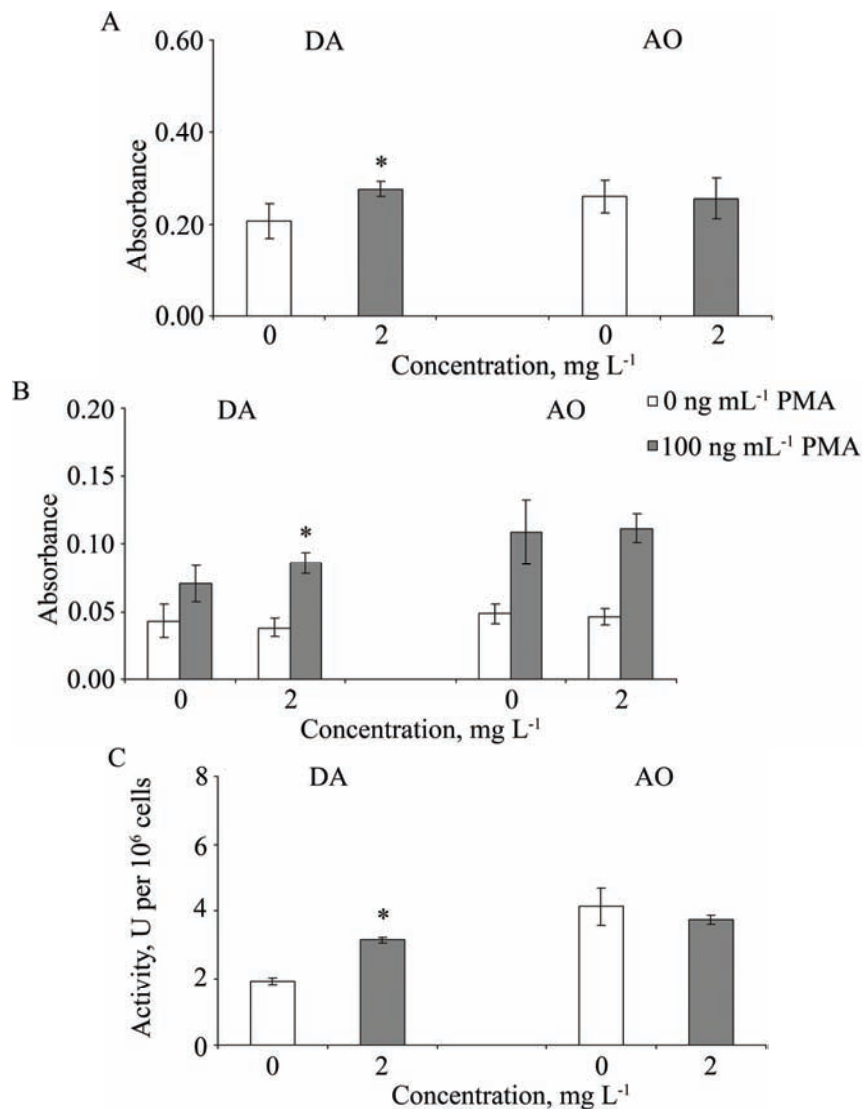 A
DA AO
0.60
0.40
0.20
0.00
Absorbance
*
0 2 0 2
Concentration, mg L⁻¹
B
DA AO
0.20
0.15
0.10
0.05
0.00
Absorbance
*
0 ng mL⁻¹ PMA
100 ng mL⁻¹ PMA
0 2 0 2
Concentration, mg L⁻¹
C
DA AO
8
6
4
2
0
Activity, U per 10⁶ cells
*
0 2 0 2
Concentration, mg L⁻¹